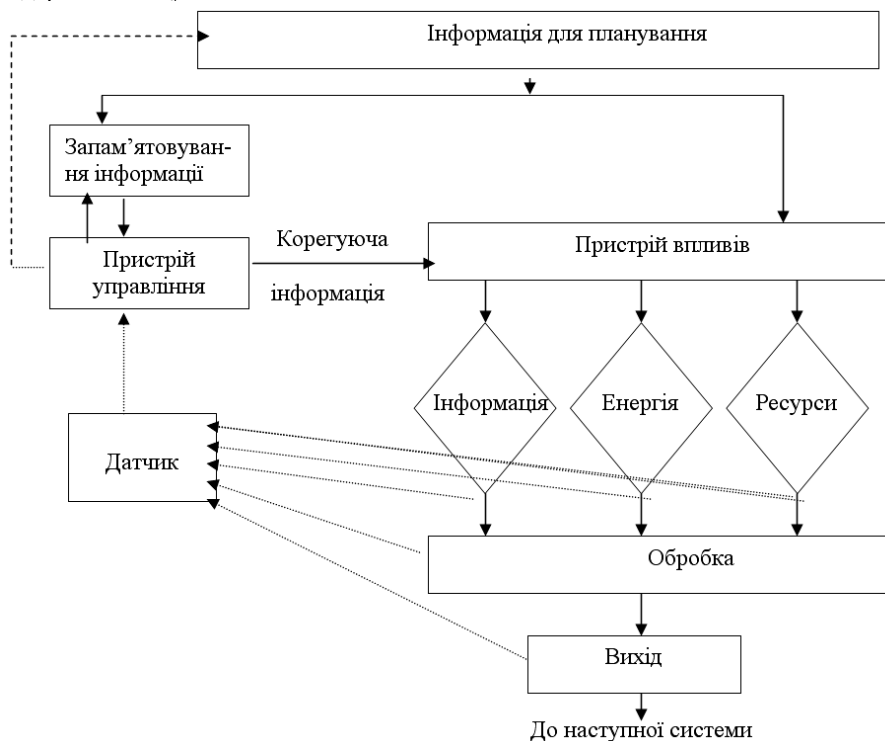 Інформація для планування
Запам’ятовуван-
ня інформації
Пристрій
управління
Корегуюча
інформація
Пристрій впливів
Інформація
Енергія
Ресурси
Датчик
Обробка
Вихід
До наступної системи